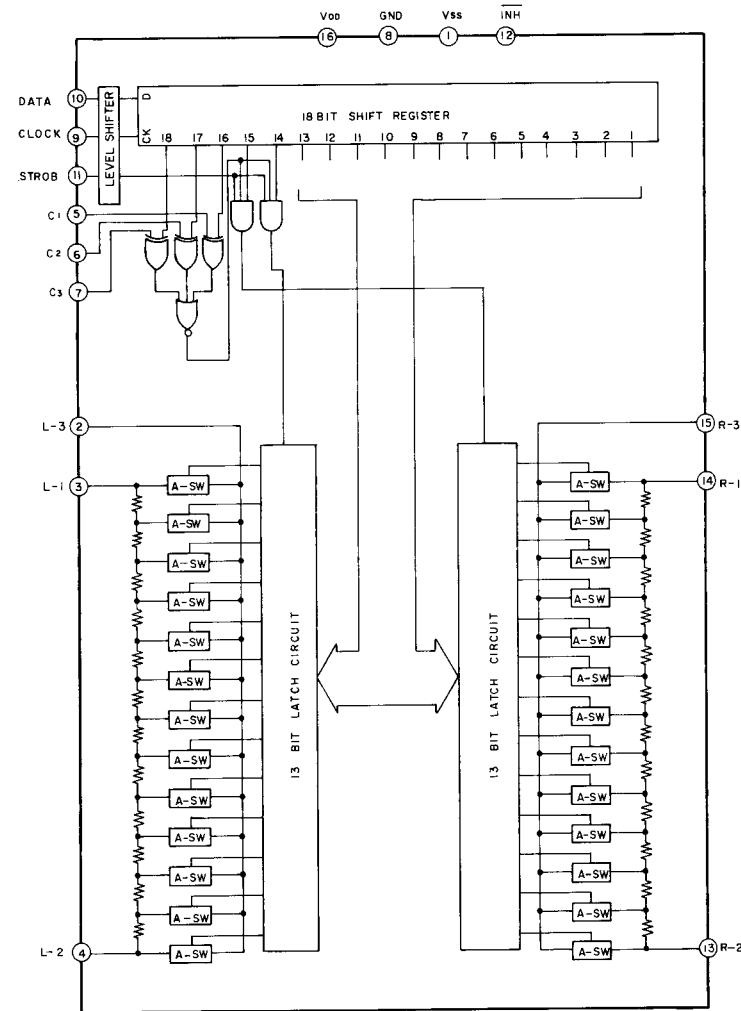 VDD GND VSS INH
16 8 1 12
DATA 10 D
18 BIT SHIFT REGISTER
CLOCK 9 CK
18 17 16 15 14 13 12 11 10 9 8 7 6 5 4 3 2 1
LEVEL SHIFTER
STROB 11
C1 5
C2 6
C3 7
L-3 2
15 R-3
L-1 3
14 R-1
A-SW A-SW
A-SW A-SW
A-SW A-SW
A-SW A-SW
A-SW A-SW
A-SW A-SW
A-SW A-SW
A-SW A-SW
A-SW A-SW
A-SW A-SW
A-SW A-SW
A-SW A-SW
A-SW A-SW
13 BIT LATCH CIRCUIT
13 BIT LATCH CIRCUIT
L-2 4
13 R-2